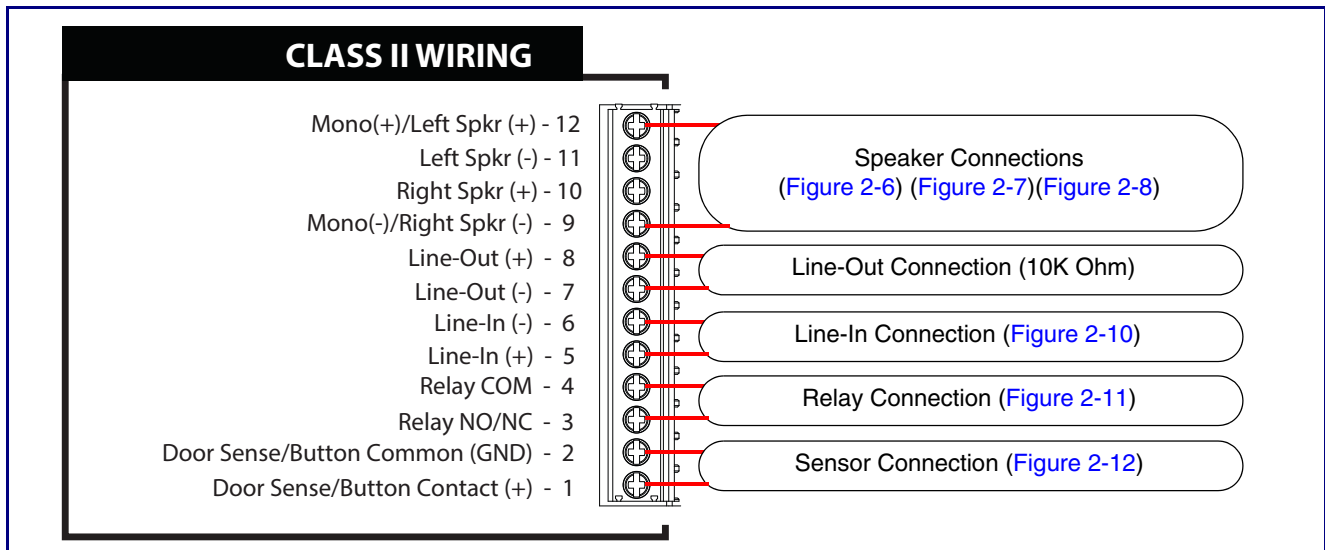 CLASS II WIRING
Mono(+)/Left Spkr (+) - 12
Left Spkr (-) - 11
Right Spkr (+) - 10
Mono(-)/Right Spkr (-) - 9
Line-Out (+) - 8
Line-Out (-) - 7
Line-In (-) - 6
Line-In (+) - 5
Relay COM - 4
Relay NO/NC - 3
Door Sense/Button Common (GND) - 2
Door Sense/Button Contact (+) - 1
Speaker Connections
(Figure 2-6) (Figure 2-7)(Figure 2-8)
Line-Out Connection (10K Ohm)
Line-In Connection (Figure 2-10)
Relay Connection (Figure 2-11)
Sensor Connection (Figure 2-12)